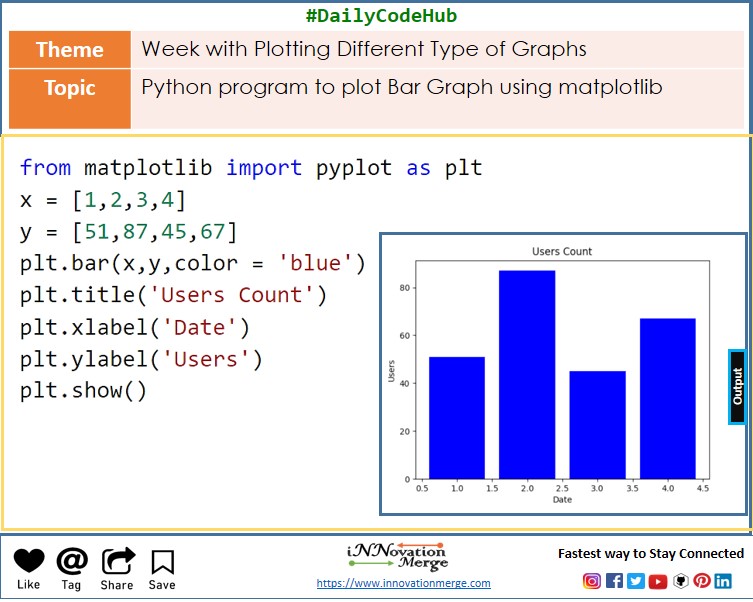 #DailyCodeHub
Theme
Week with Plotting Different Type of Graphs
Topic
Python program to plot Bar Graph using matplotlib
from matplotlib import pyplot as plt
x = [1,2,3,4]
y = [51,87,45,67]
plt.bar(x,y,color = 'blue')
plt.title('Users Count')
plt.xlabel('Date')
plt.ylabel('Users')
plt.show()
Users Count
80
60
40
20
0
Users
0.5 1.0 1.5 2.0 2.5 3.0 3.5 4.0 4.5
Date
Output
Like Tag Share Save
iNNovation
Merge
https://www.innovationmerge.com
Fastest way to Stay Connected